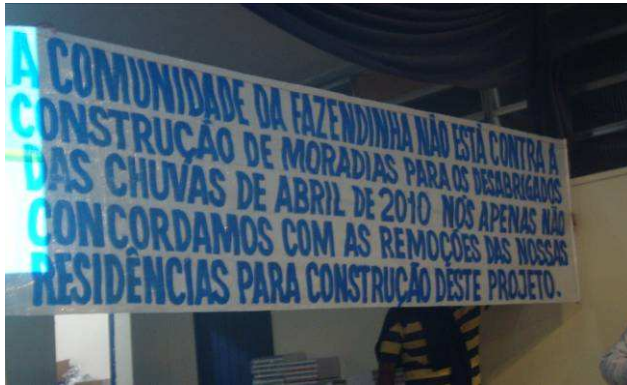 A COMUNIDADE DA FAZENDINHA NÃO ESTÁ CONTRA A
CONSTRUÇÃO DE MORADIAS PARA OS DESABRIGADOS
DAS CHUVAS DE ABRIL DE 2010 NÓS APENAS NÃO
CONCORDAMOS COM AS REMOÇÕES DAS NOSSAS
RESIDÊNCIAS PARA CONSTRUÇÃO DESTE PROJETO.